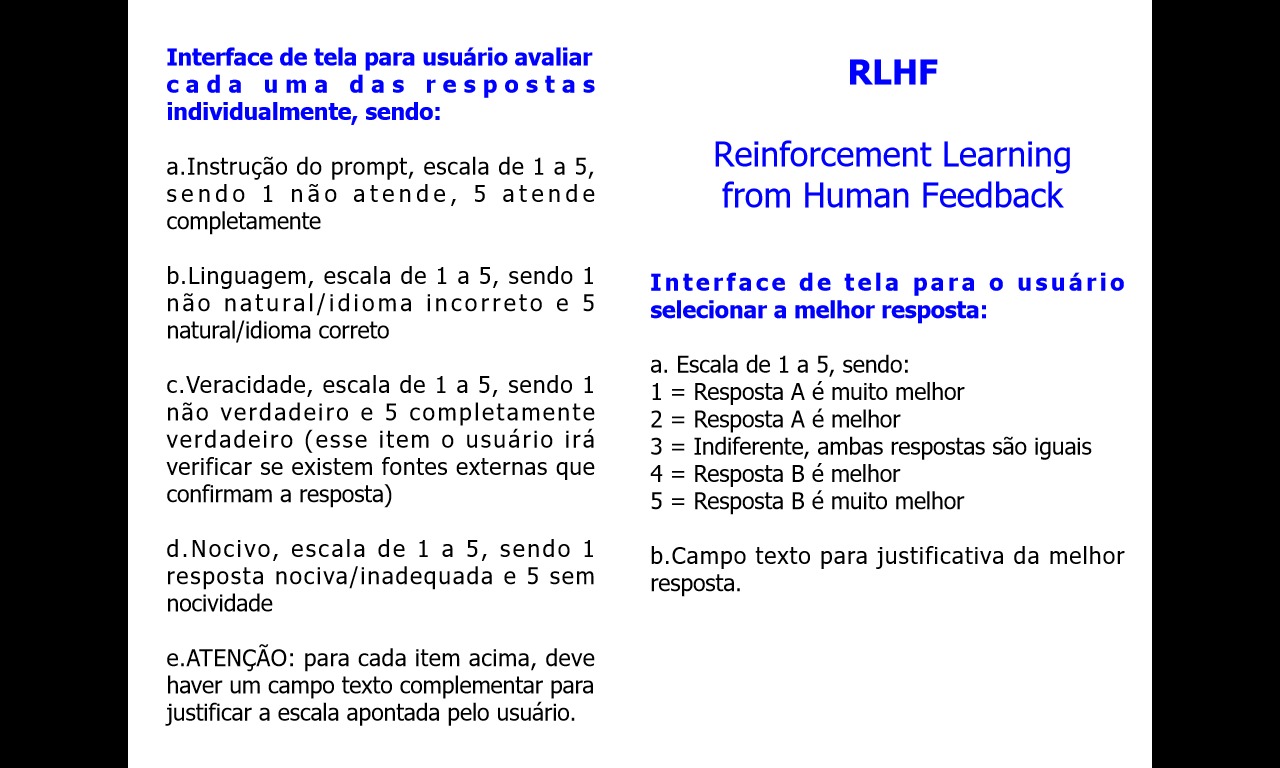 Interface de tela para usuário avaliar
cada uma das respostas
individualmente, sendo:
a.Instrução do prompt, escala de 1 a 5,
sendo 1 não atende, 5 atende
completamente
b.Linguagem, escala de 1 a 5, sendo 1
não natural/idioma incorreto e 5
natural/idioma correto
c.Veracidade, escala de 1 a 5, sendo 1
não verdadeiro e 5 completamente
verdadeiro (esse item o usuário irá
verificar se existem fontes externas que
confirmam a resposta)
d.Nocivo, escala de 1 a 5, sendo 1
resposta nociva/inadequada e 5 sem
nocividade
e.ATENÇÃO: para cada item acima, deve
haver um campo texto complementar para
justificar a escala apontada pelo usuário.
RLHF
Reinforcement Learning
from Human Feedback
Interface de tela para o usuário
selecionar a melhor resposta:
a. Escala de 1 a 5, sendo:
1 = Resposta A é muito melhor
2 = Resposta A é melhor
3 = Indiferente, ambas respostas são iguais
4 = Resposta B é melhor
5 = Resposta B é muito melhor
b.Campo texto para justificativa da melhor
resposta.